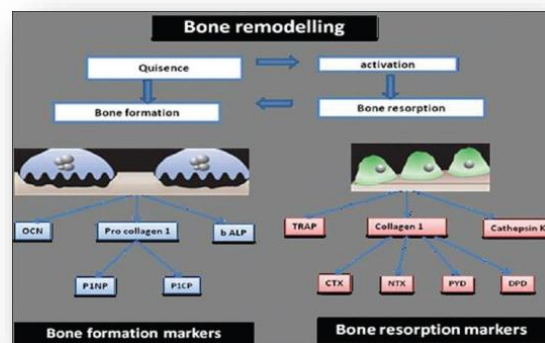 Bone remodelling
Quisence
activation
Bone formation
Bone resorption
OCN
Pro collagen 1
b ALP
TRAP
Collagen 1
Cathepsin K
P1NP
P1CP
CTX
NTX
PYD
DPD
Bone formation markers
Bone resorption markers